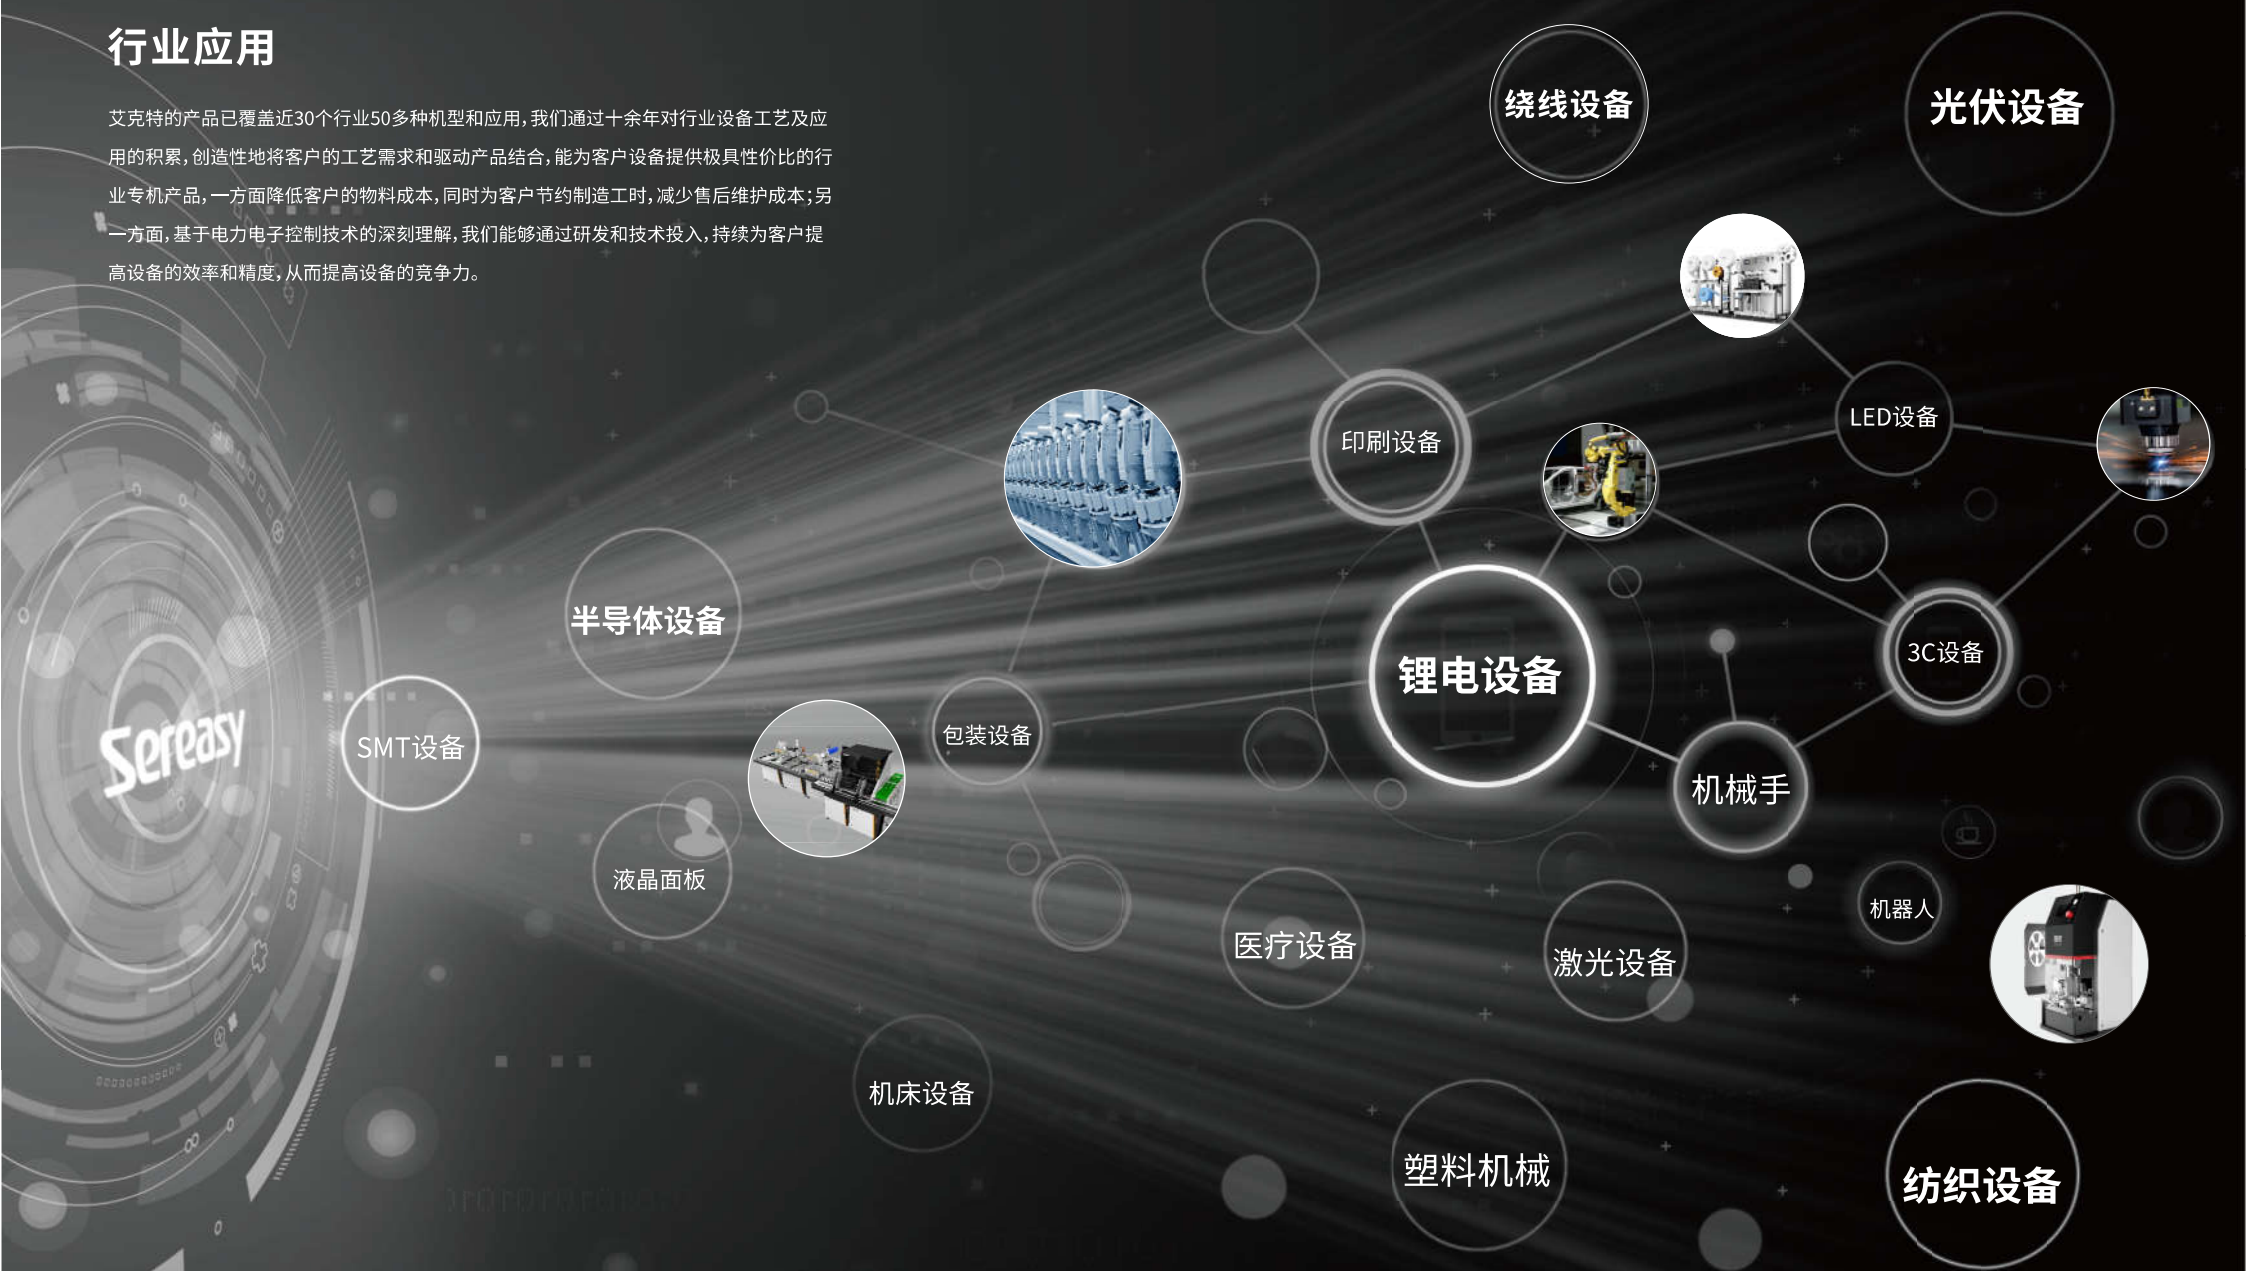 行业应用
艾克特的产品已覆盖近30个行业50多种机型和应用，我们通过十余年对行业设备工艺及应
用的积累，创造性地将客户的工艺需求和驱动产品结合，能为客户设备提供极具性价比的行
业专机产品，一方面降低客户的物料成本，同时为客户节约制造工时，减少售后维护成本；另
一方面，基于电力电子控制技术的深刻理解，我们能够通过研发和技术投入，持续为客户提
高设备的效率和精度，从而提高设备的竞争力。
绕线设备
光伏设备
LED设备
印刷设备
半导体设备
锂电设备
3C设备
Sereasy
SMT设备
包装设备
机械手
液晶面板
机器人
医疗设备
激光设备
机床设备
塑料机械
纺织设备